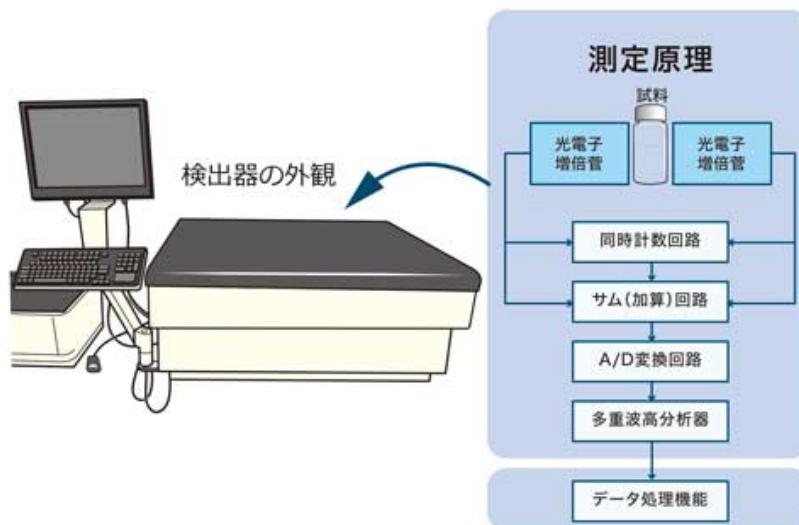 測定原理
試料
光電子
増倍菅
光電子
増倍菅
検出器の外観
同時計数回路
サム(加算)回路
A/D変換回路
多重波高分析器
データ処理機能